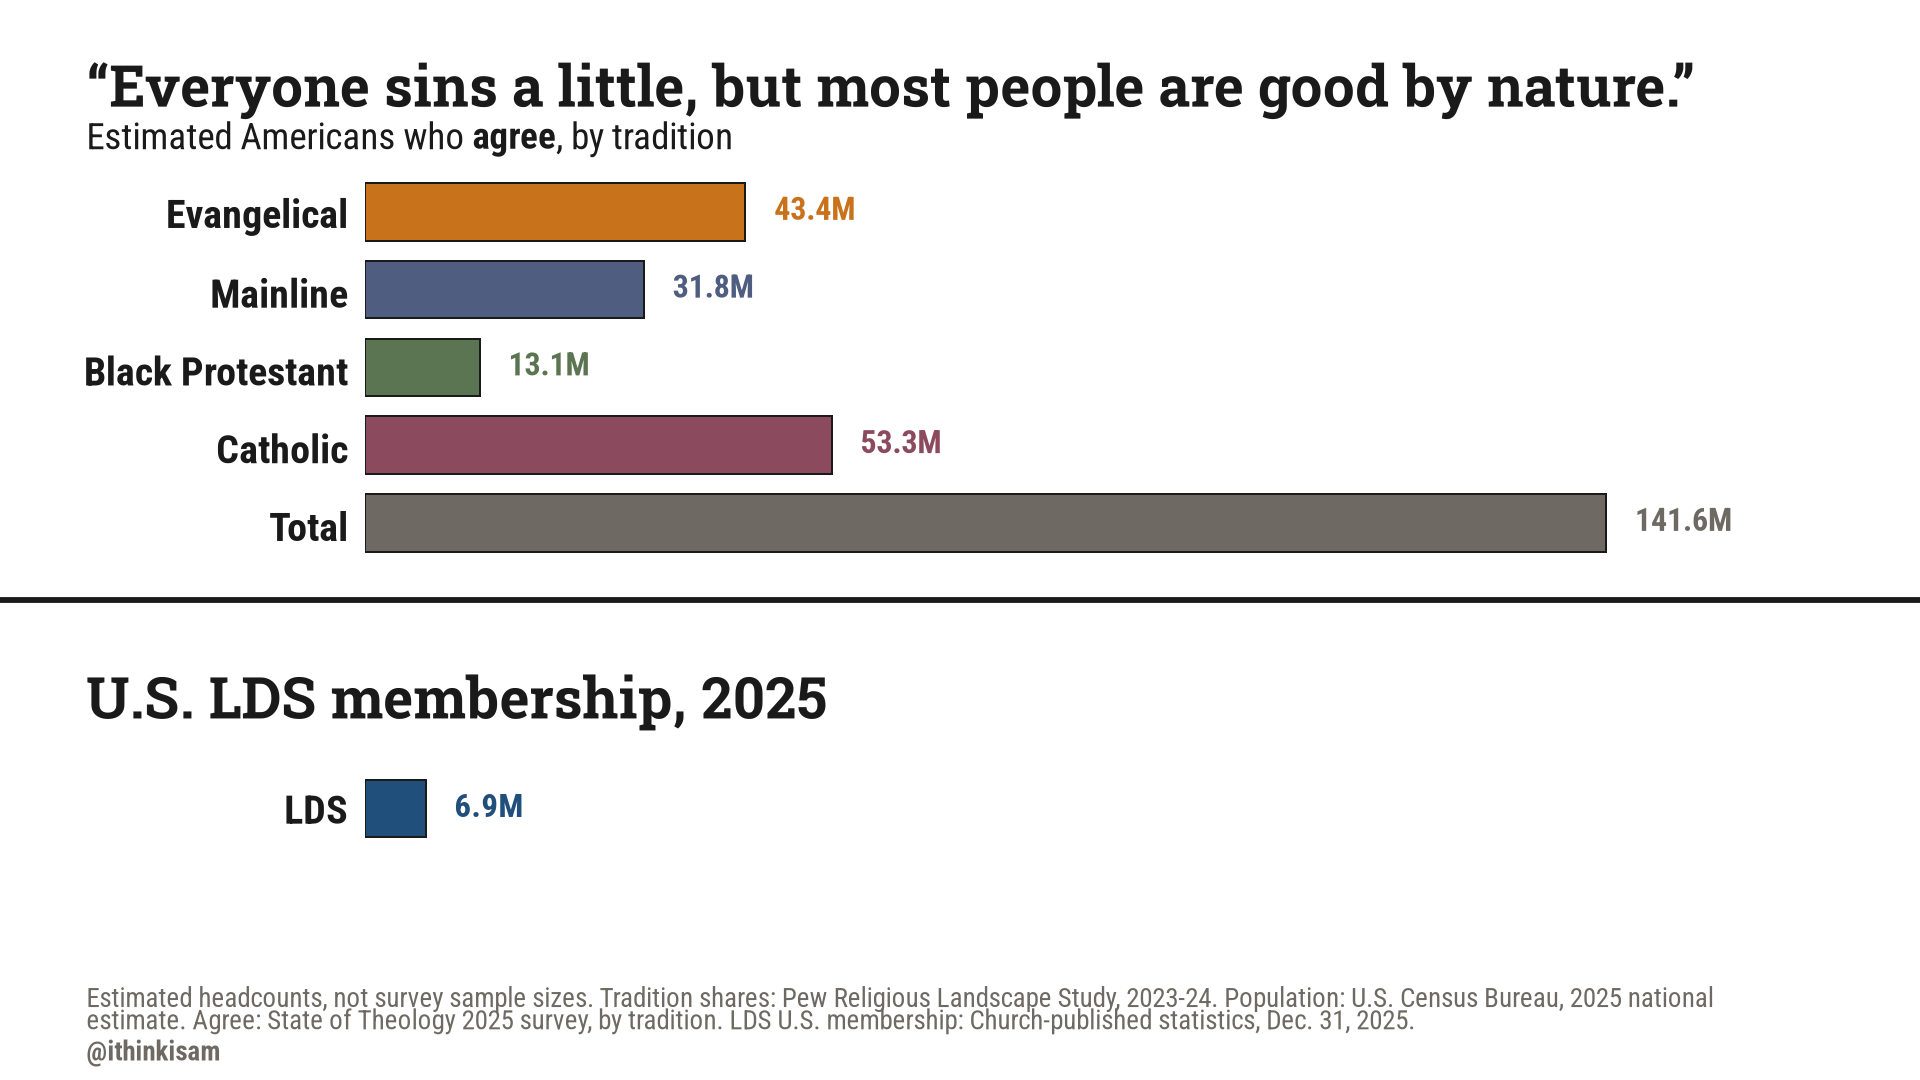 “Everyone sins a little, but most people are good by nature.”
Estimated Americans who agree, by tradition
Evangelical 43.4M
Mainline 31.8M
Black Protestant 13.1M
Catholic 53.3M
Total 141.6M
U.S. LDS membership, 2025
LDS 6.9M
Estimated headcounts, not survey sample sizes. Tradition shares: Pew Religious Landscape Study, 2023-24. Population: U.S. Census Bureau, 2025 national
estimate. Agree: State of Theology 2025 survey, by tradition. LDS U.S. membership: Church-published statistics, Dec. 31, 2025.
@ithinkisam